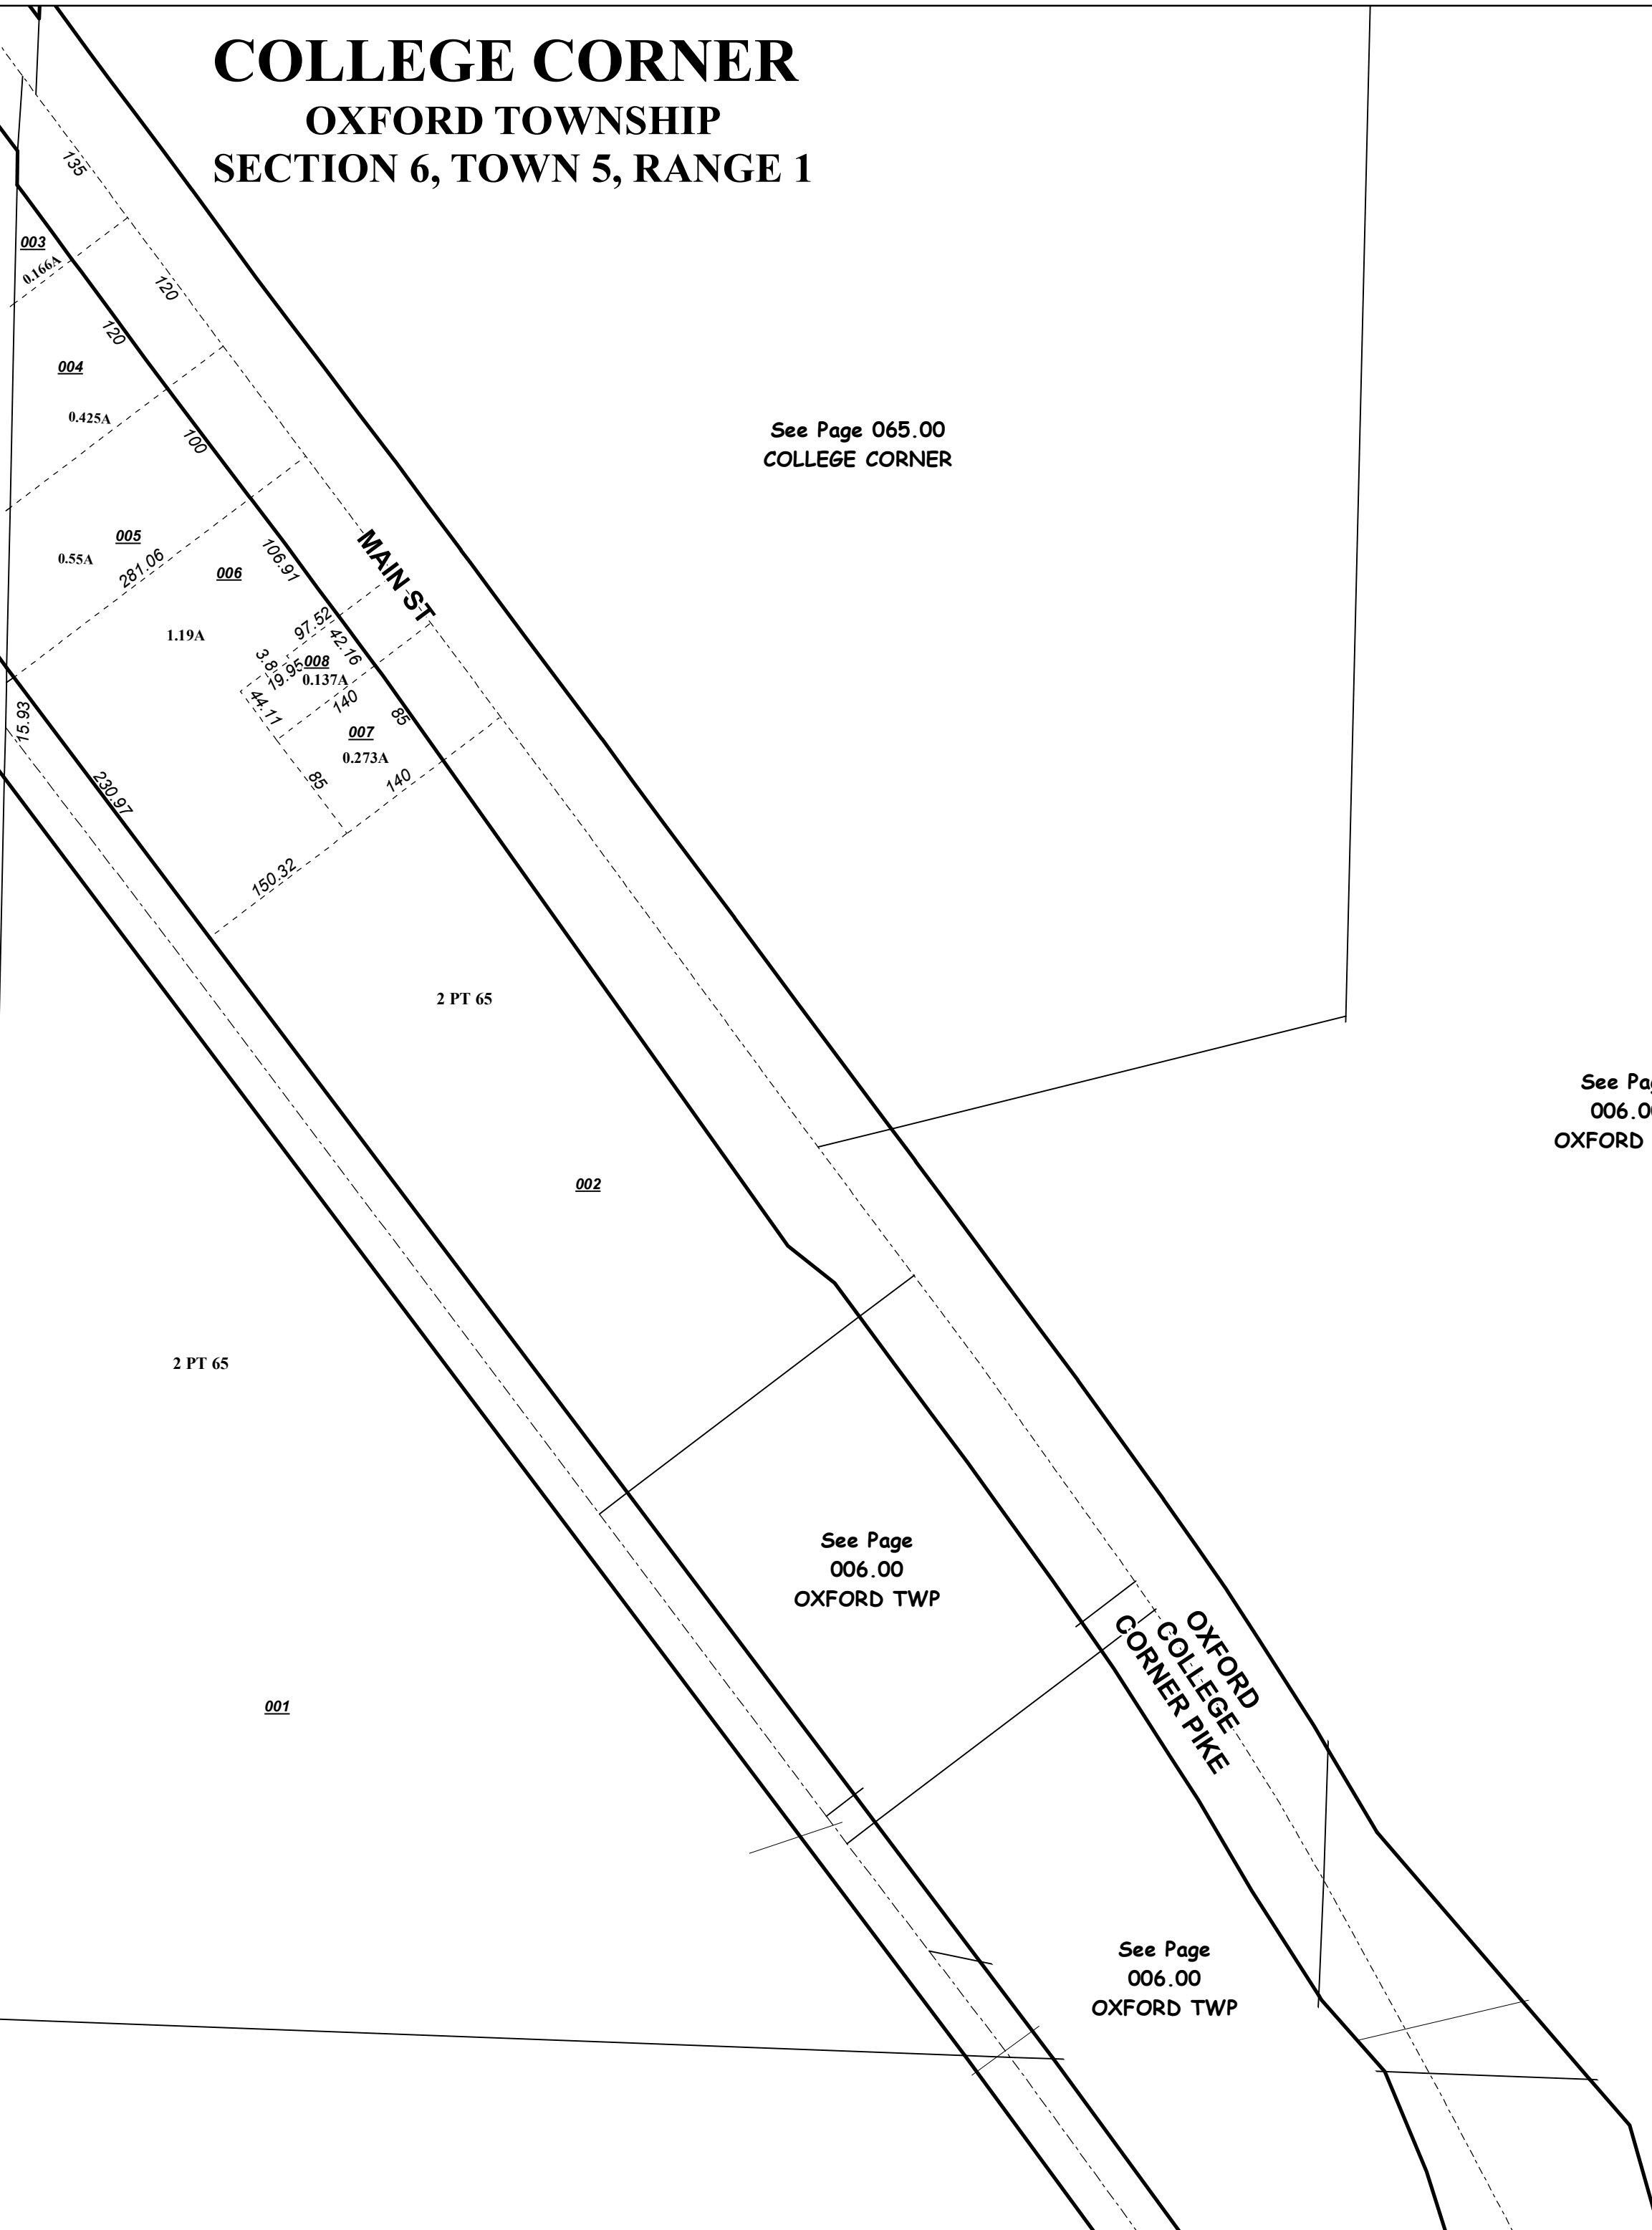 COLLEGE CORNER
OXFORD TOWNSHIP
SECTION 6, TOWN 5, RANGE 1
135
003
0.166A
120
120
004
0.425A
100
See Page 065.00
COLLEGE CORNER
005
0.55A
281.06
006
106.91
MAIN ST
1.19A
97.52
42.16
3.8
19.95
008
0.137A
44.11
140
85
007
0.273A
15.93
230.97
85
140
150.32
2 PT 65
See
006.0
OXFORD
002
2 PT 65
See Page
006.00
OXFORD TWP
OXFORD
COLLEGE
CORNER PIKE
001
See Page
006.00
OXFORD TWP